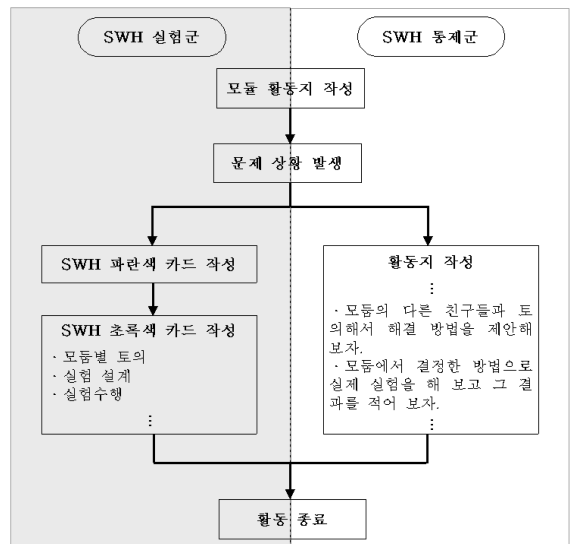 SWH 실험군
SWH 통제군
모듈 활동지 작성
문제 상황 발생
SWH 파란색 카드 작성
SWH 초록색 카드 작성
· 모둠별 토의
· 실험 설계
· 실험수행
⋮
활동지 작성
⋮
· 모둠의 다른 친구들과 토
의해서 해결 방법을 제안해
보자.
· 모둠에서 결정한 방법으로
실제 실험을 해 보고 그 결
과를 적어 보자.
⋮
활동 종료